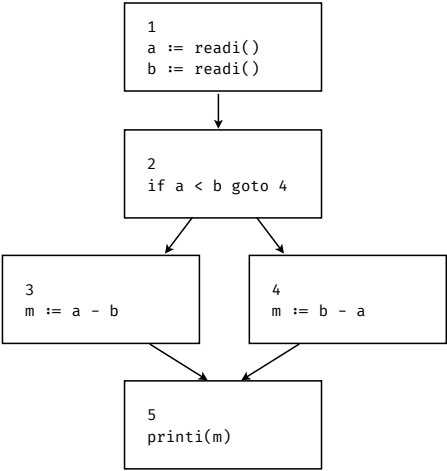 1
a := readi()
b := readi()
2
if a < b goto 4
3
m := a - b
4
m := b - a
5
printi(m)